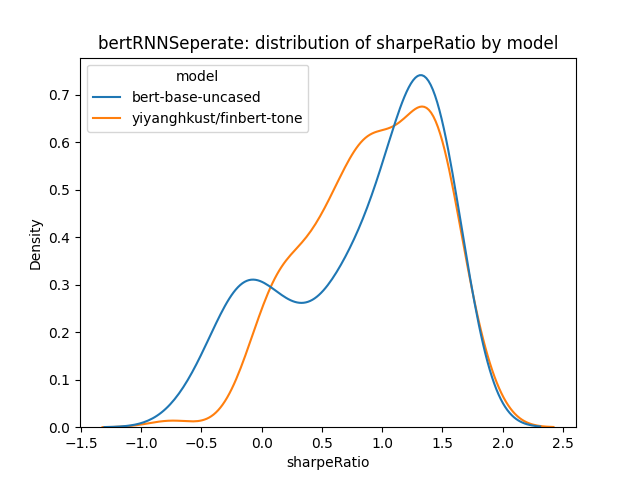 bertRNNSeperate: distribution of sharpeRatio by model
model
bert-base-uncased
yiyanghkust/finbert-tone
Density
0.7
0.6
0.5
0.4
0.3
0.2
0.1
0.0
−1.5 −1.0 −0.5 0.0 0.5 1.0 1.5 2.0 2.5
sharpeRatio